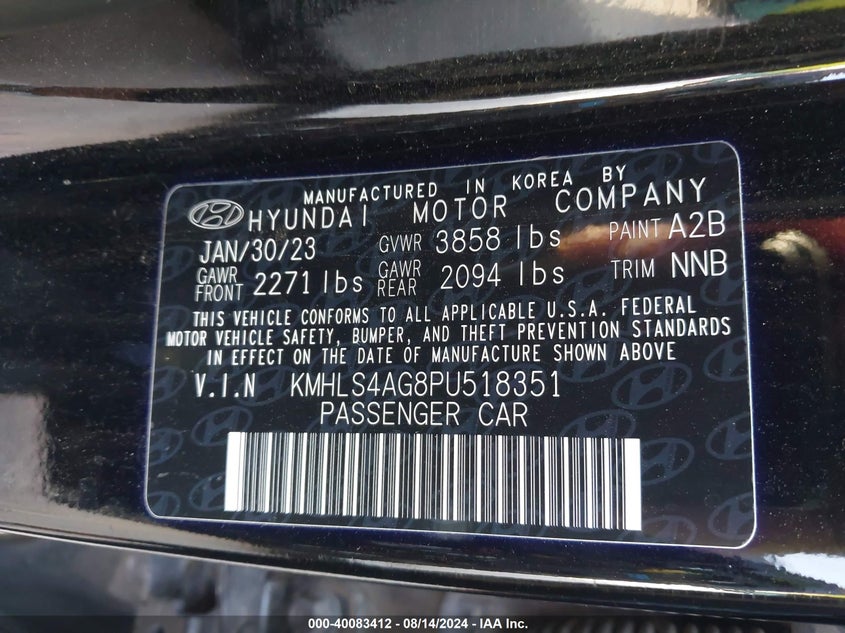 MANUFACTURED IN KOREA BY
HYUNDAI MOTOR COMPANY
JAN/30/23 GVWR 3858 lbs PAINT A2B
GAWR FRONT 2271 lbs GAWR REAR 2094 lbs TRIM NNB
THIS VEHICLE CONFORMS TO ALL APPLICABLE U.S.A. FEDERAL
MOTOR VEHICLE SAFETY, BUMPER, AND THEFT PREVENTION STANDARDS
IN EFFECT ON THE DATE OF MANUFACTURE SHOWN ABOVE
V.I.N KMHLS4AG8PU518351
PASSENGER CAR
000-40083412 - 08/14/2024 - IAA Inc.